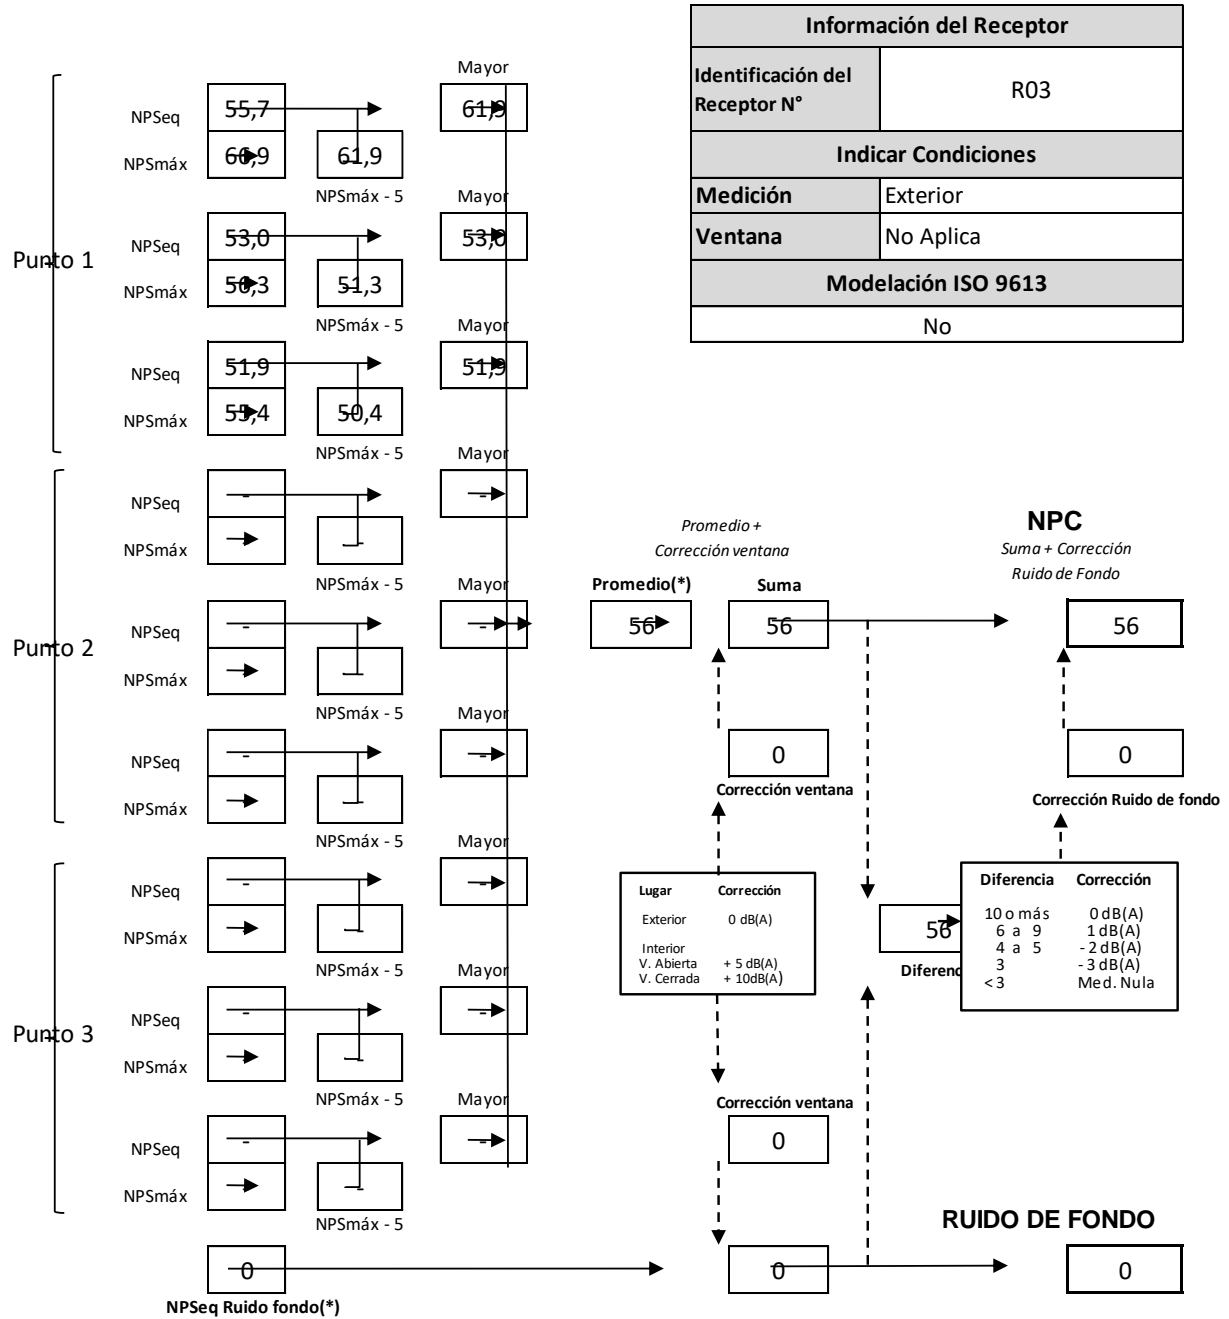 Información del Receptor
Identificación del Receptor N°
R03
Indicar Condiciones
Medición
Exterior
Ventana
No Aplica
Modelación ISO 9613
No
Punto 1
Mayor
NPSeq
55,7
61,9
NPSmáx
66,9
61,9
NPSmáx - 5
Mayor
NPSeq
53,0
53,0
NPSmáx
56,3
51,3
NPSmáx - 5
Mayor
NPSeq
51,9
51,9
NPSmáx
55,4
50,4
NPSmáx - 5
Punto 2
Mayor
NPSeq
-
-
NPSmáx
-
-
NPSmáx - 5
Mayor
NPSeq
-
-
NPSmáx
-
-
NPSmáx - 5
Mayor
NPSeq
-
-
NPSmáx
-
-
NPSmáx - 5
Punto 3
Mayor
NPSeq
-
-
NPSmáx
-
-
NPSmáx - 5
Mayor
NPSeq
-
-
NPSmáx
-
-
NPSmáx - 5
Mayor
NPSeq
-
-
NPSmáx
-
-
NPSmáx - 5
0
NPSeq Ruido fondo(*)
Promedio +
Corrección ventana
Promedio(*)
Suma
56
56
0
Corrección ventana
Lugar Corrección
Exterior 0 dB(A)
Interior
V. Abierta + 5 dB(A)
V. Cerrada + 10dB(A)
Corrección ventana
0
0
NPC
Suma + Corrección
Ruido de Fondo
56
0
Corrección Ruido de fondo
56
Diferenc
Diferencia Corrección
10 o más 0 dB(A)
6 a 9 1 dB(A)
4 a 5 - 2 dB(A)
3 - 3 dB(A)
< 3 Med. Nula
RUIDO DE FONDO
0